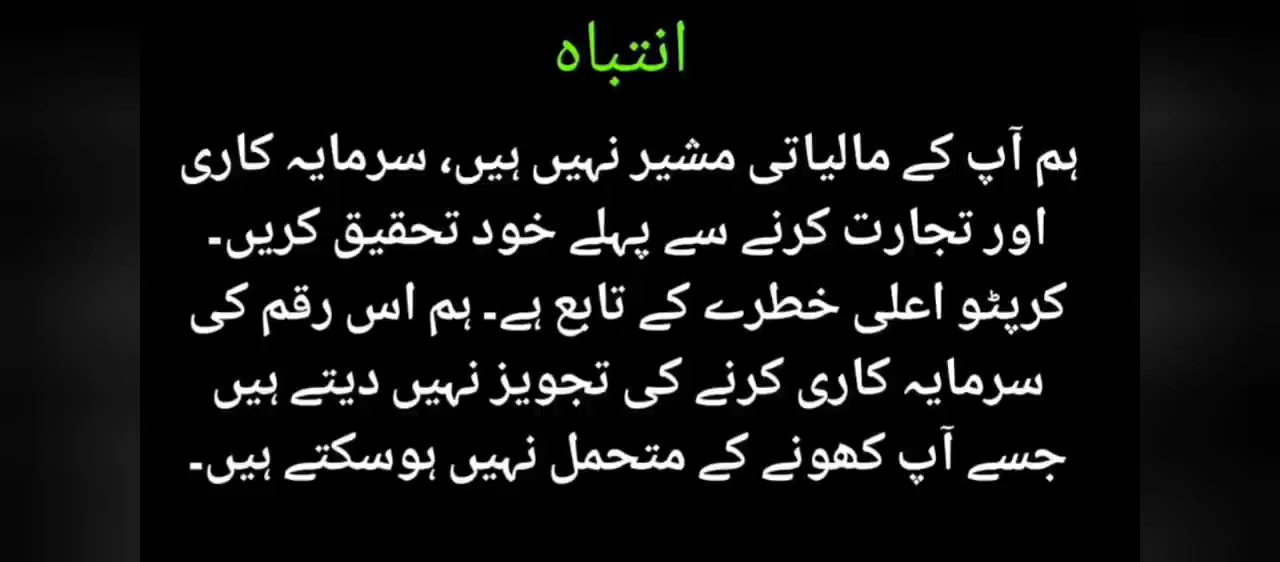 انتباہ
ہم آپ کے مالیاتی مشیر نہیں ہیں، سرمایہ کاری
اور تجارت کرنے سے پہلے خود تحقیق کریں۔
کرپٹو اعلی خطرے کے تابع ہے۔ ہم اس رقم کی
سرمایہ کاری کرنے کی تجویز نہیں دیتے ہیں
جسے آپ کھونے کے متحمل نہیں ہوسکتے ہیں۔